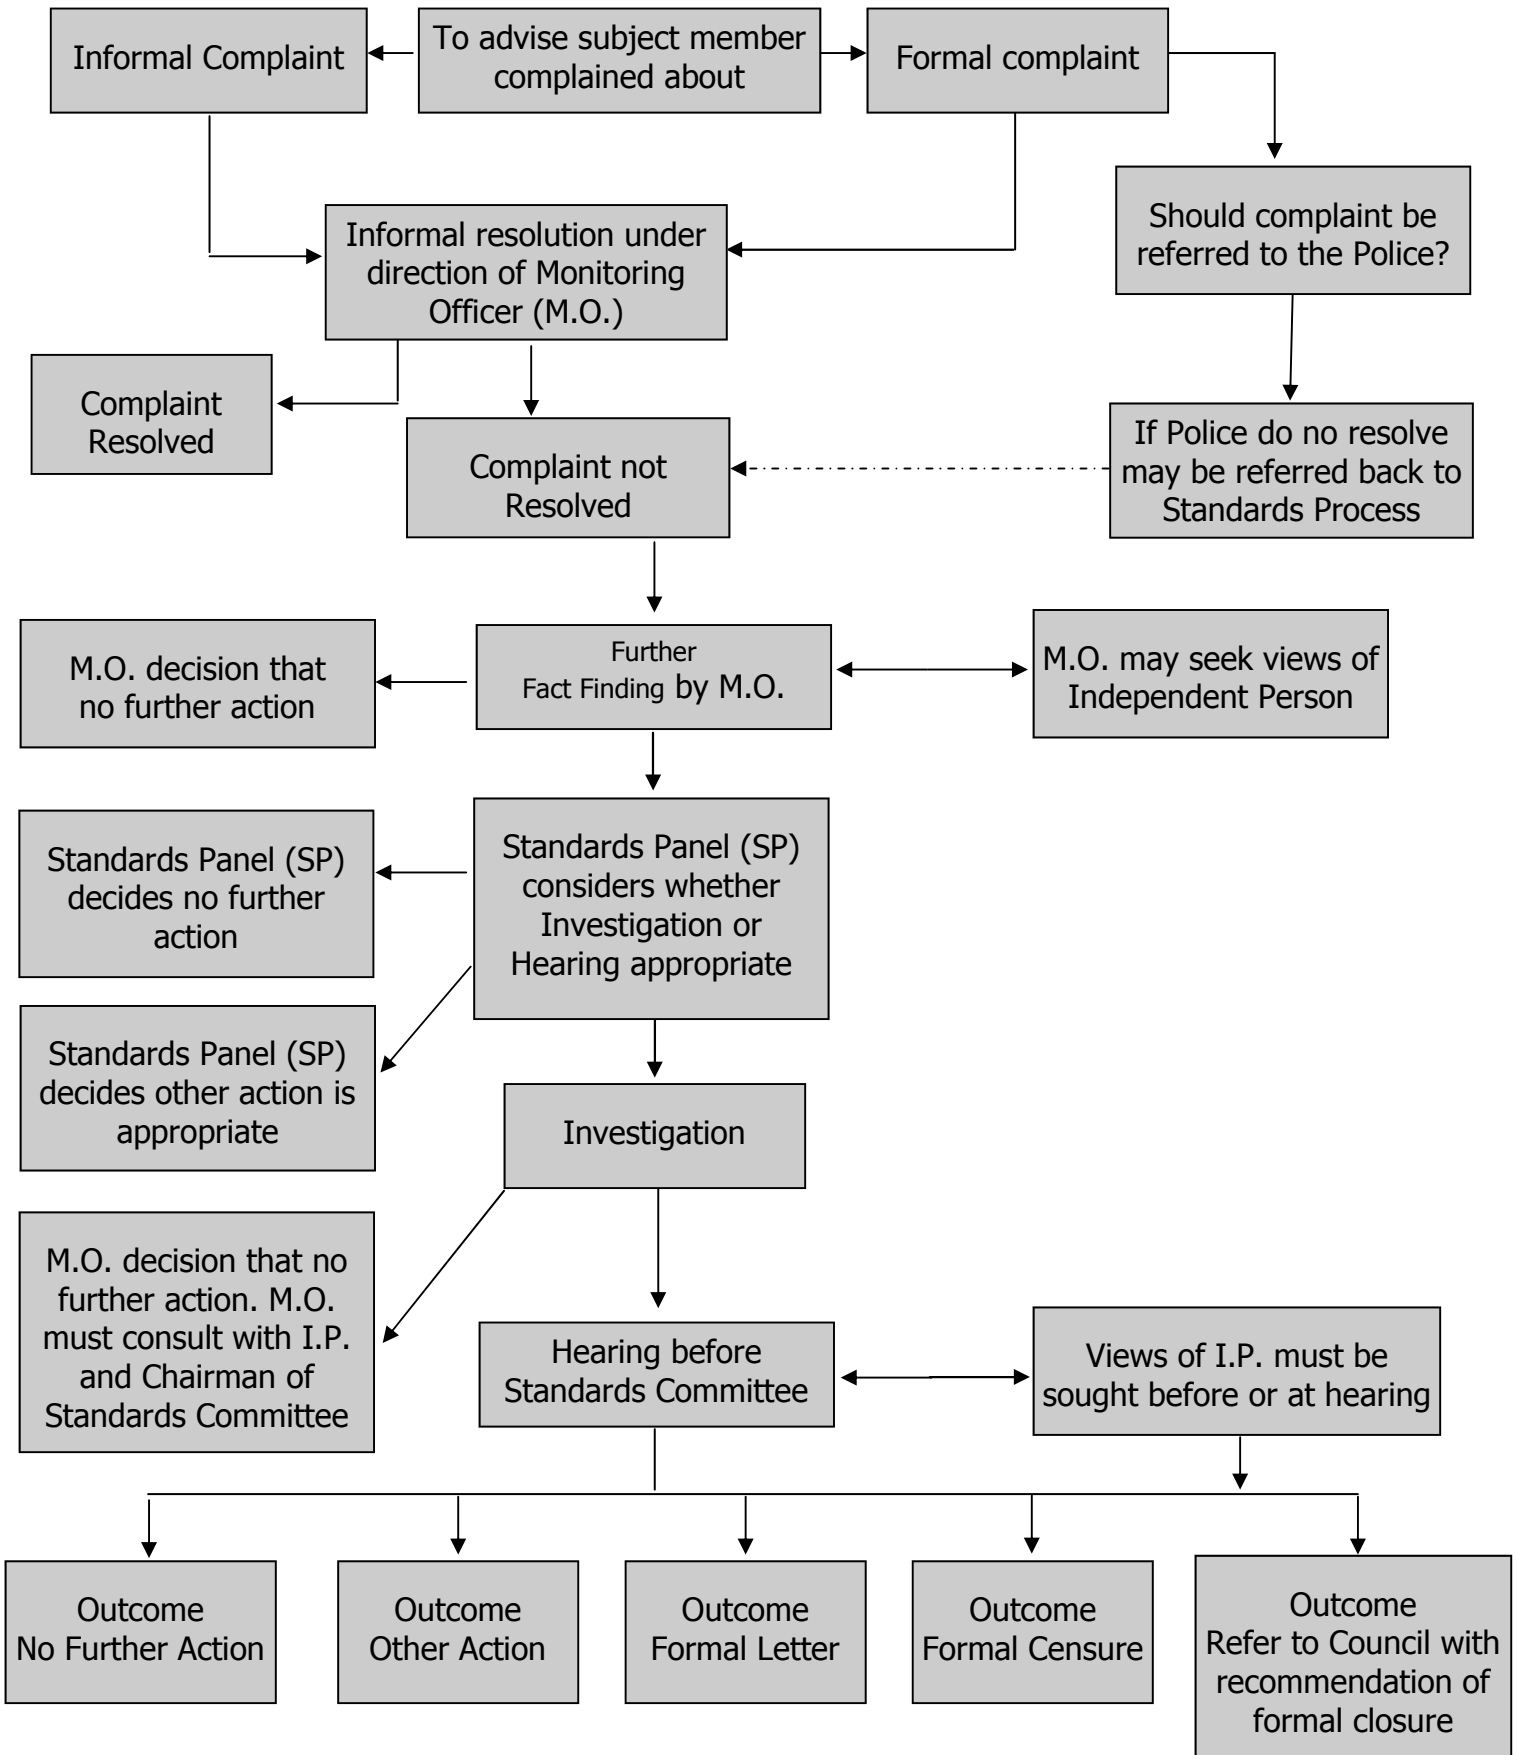 Informal Complaint
To advise subject member
complained about
Formal complaint
Should complaint be
referred to the Police?
Informal resolution under
direction of Monitoring
Officer (M.O.)
Complaint
Resolved
Complaint not
Resolved
If Police do no resolve
may be referred back to
Standards Process
M.O. decision that
no further action
Further
Fact Finding by M.O.
M.O. may seek views of
Independent Person
Standards Panel (SP)
decides no further
action
Standards Panel (SP)
considers whether
Investigation or
Hearing appropriate
Standards Panel (SP)
decides other action is
appropriate
Investigation
M.O. decision that no
further action. M.O.
must consult with I.P.
and Chairman of
Standards Committee
Hearing before
Standards Committee
Views of I.P. must be
sought before or at hearing
Outcome
No Further Action
Outcome
Other Action
Outcome
Formal Letter
Outcome
Formal Censure
Outcome
Refer to Council with
recommendation of
formal closure